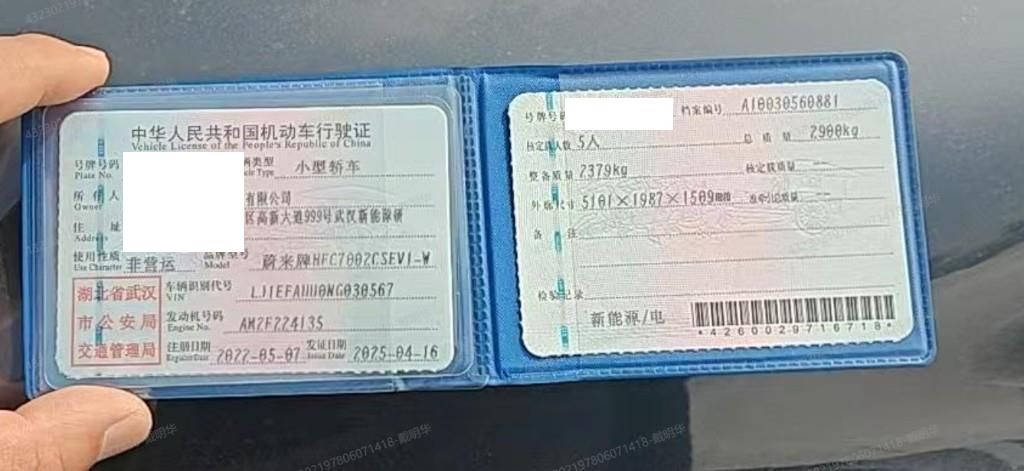 中华人民共和国机动车行驶证
Vehicle License of the People's Republic of China
号牌号码
Plate No.
小型轿车
所有人
Owner
有限公司
住址
Address
区高新大道999号武汉新能源研
使用性质
Use Character
非营运
品牌型号
Model
蔚来牌HFC7002CSEV1-W
车辆识别代号
VIN
发动机号码
Engine No.
AM2F224135
注册日期
Register Date
2022-05-07
发证日期
Issue Date
2025-04-16
湖北省武汉
市公安局
交通管理局
号牌号码
档案编号
A10030560881
核定载人数
5人
总质量
2900kg
整备质量
2379kg
核定载质量
外廓尺寸
5101×1987×1509mm
准牵引总质量
备注
检验记录
新能源/电
*4260029716718*